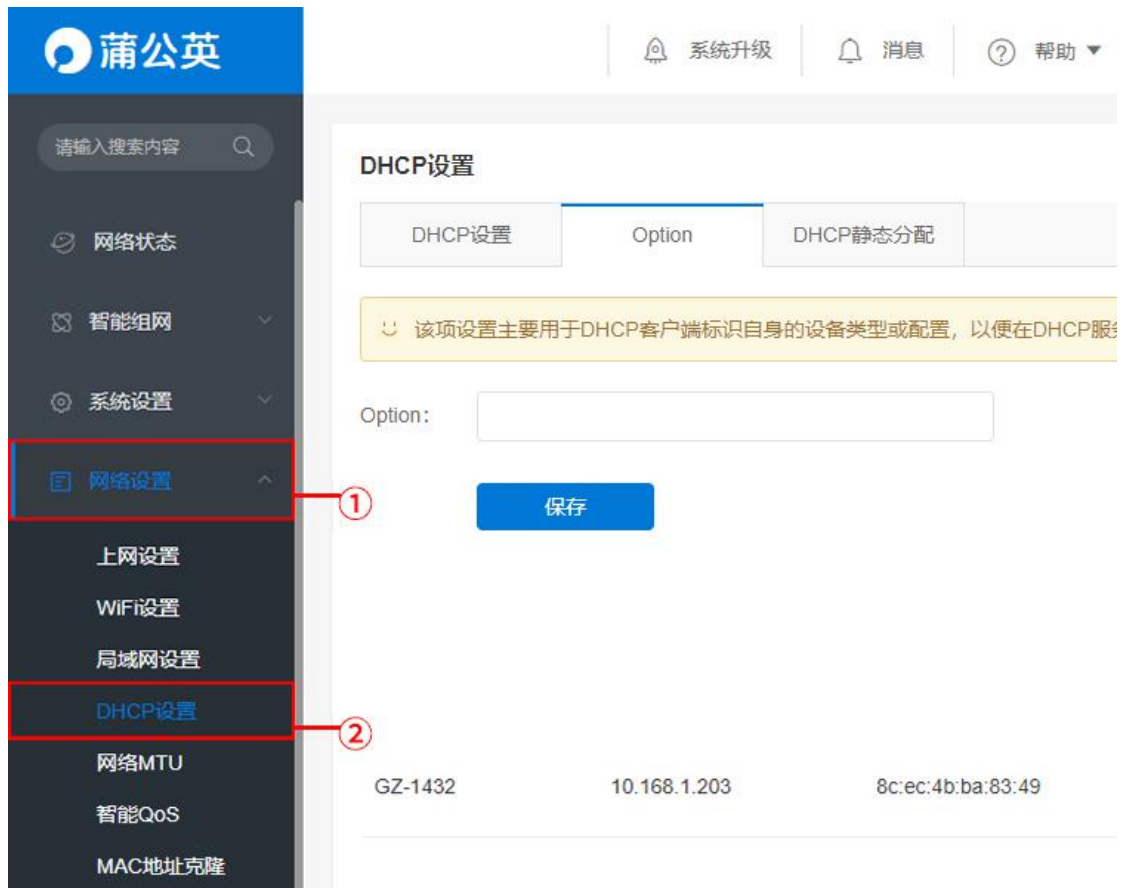 蒲公英
系统升级 消息 帮助
请输入搜索内容
DHCP设置
DHCP设置 Option DHCP静态分配
网络状态
智能组网
该项设置主要用于DHCP客户端标识自身的设备类型或配置，以便在DHCP服
系统设置
Option：
网络设置
①
保存
上网设置
WiFi设置
局域网设置
DHCP设置
②
网络MTU
GZ-1432 10.168.1.203 8c:ec:4b:ba:83:49
智能QoS
MAC地址克隆